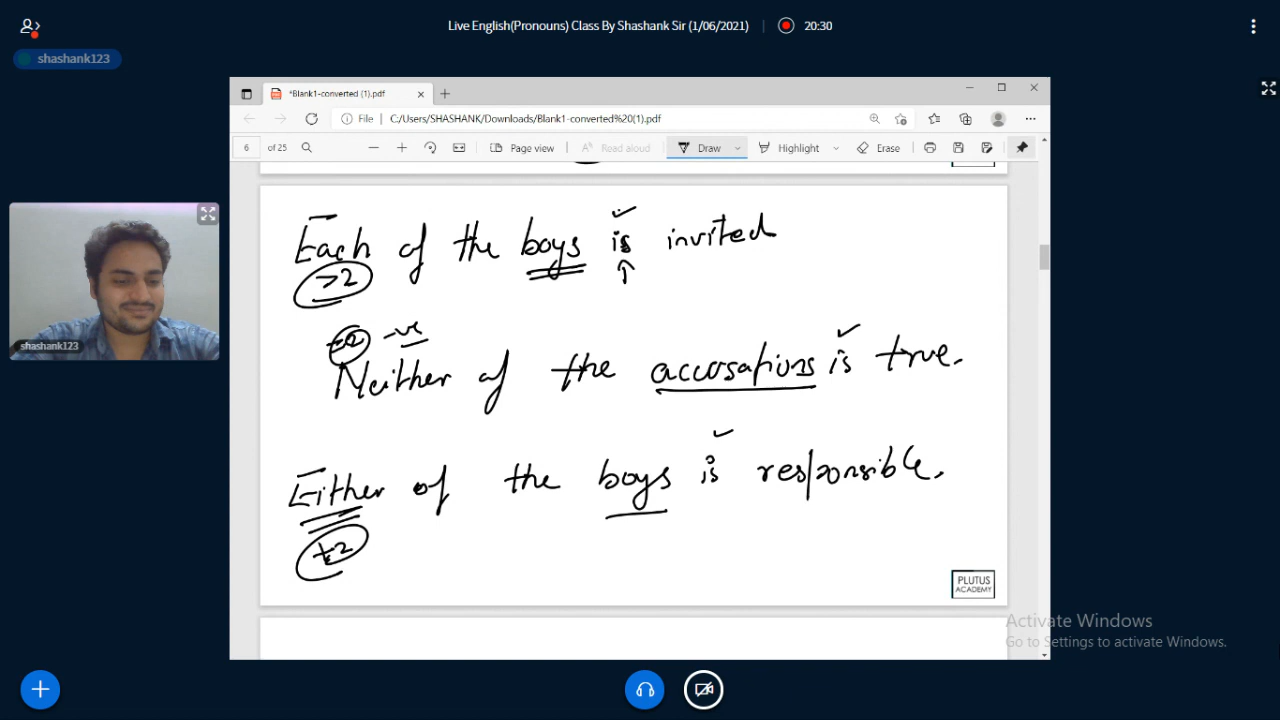 Live English(Pronouns) Class By Shashank Sir (1/06/2021) 20:30
shashank123
*Blank1-converted (1).pdf
File C:/Users/SHASHANK/Downloads/Blank1-converted%20(1).pdf
6 of 25 Page view Read aloud Draw Highlight Erase
Each of the boys is invited
>2
-ve
Neither of the accusations is true.
Either of the boys is responsible.
PLUTUS
ACADEMY
shashank123
Activate Windows
Go to Settings to activate Windows.